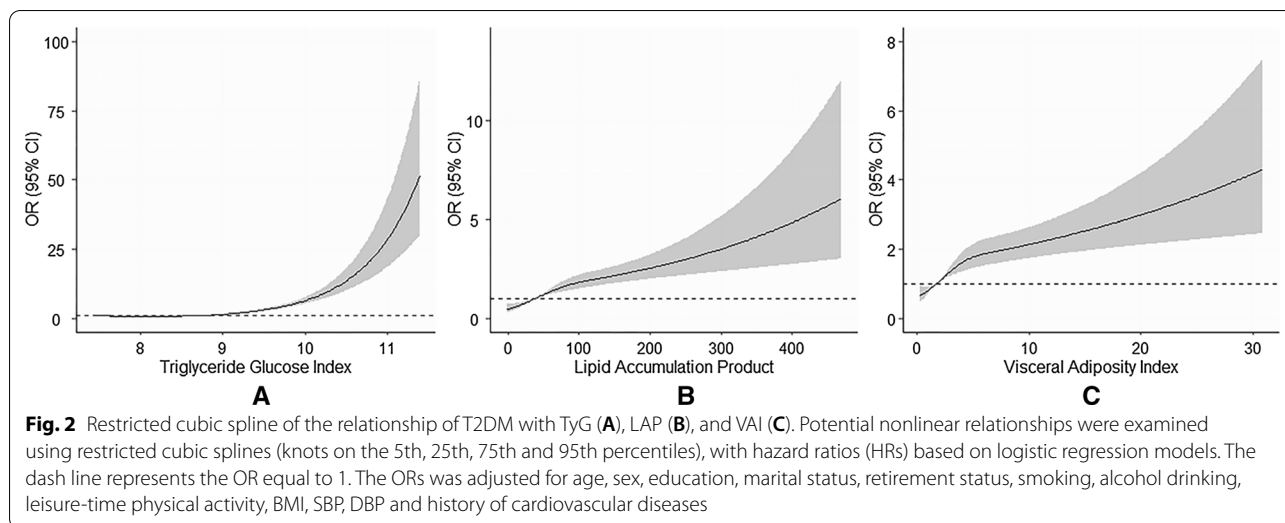 100
75
50
25
0
OR (95% CI)
8 9 10 11
Triglyceride Glucose Index
A
10
5
0
OR (95% CI)
0 100 200 300 400
Lipid Accumulation Product
B
8
6
4
2
0
OR (95% CI)
0 10 20 30
Visceral Adiposity Index
C
Fig. 2 Restricted cubic spline of the relationship of T2DM with TyG (A), LAP (B), and VAI (C). Potential nonlinear relationships were examined
using restricted cubic splines (knots on the 5th, 25th, 75th and 95th percentiles), with hazard ratios (HRs) based on logistic regression models. The
dash line represents the OR equal to 1. The ORs was adjusted for age, sex, education, marital status, retirement status, smoking, alcohol drinking,
leisure-time physical activity, BMI, SBP, DBP and history of cardiovascular diseases